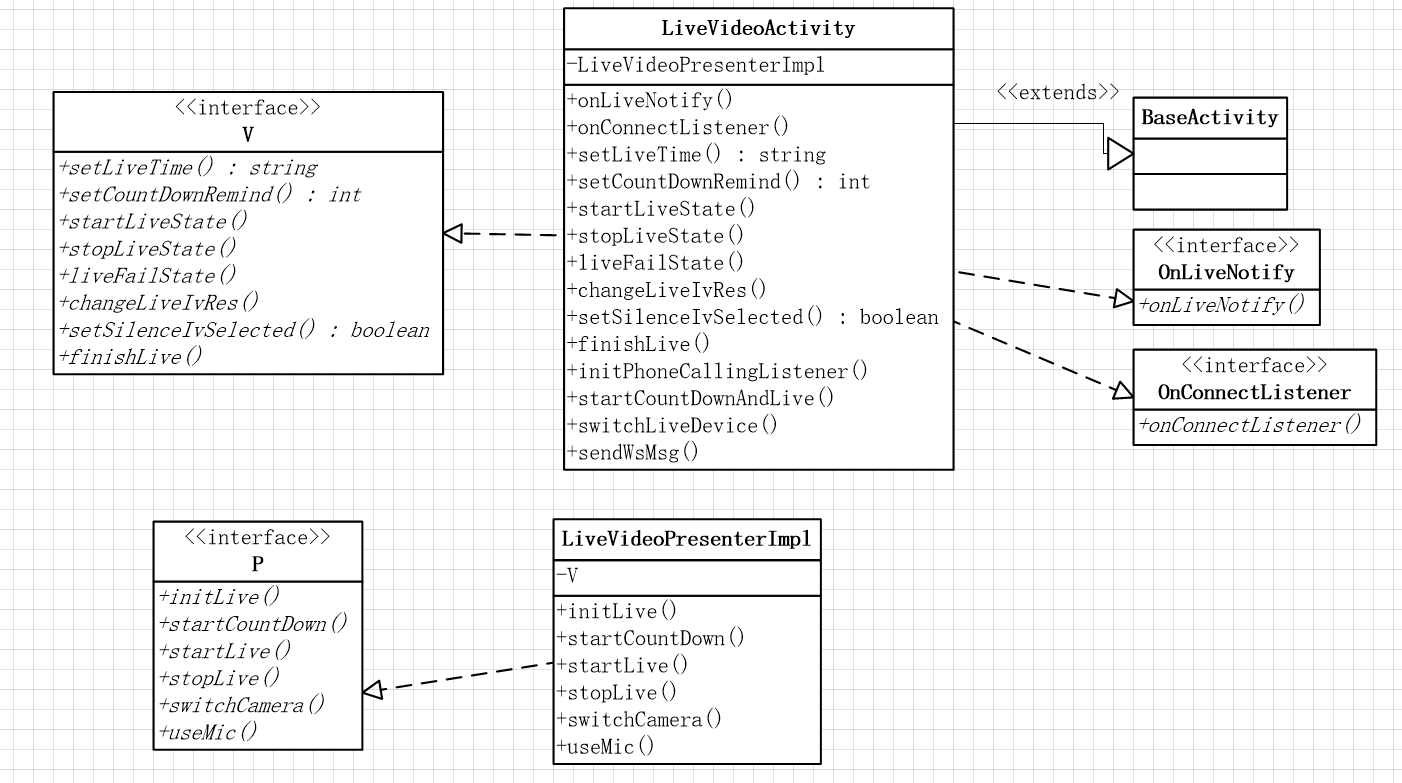 <<interface>>
V
+setLiveTime() : string
+setCountDownRemind() : int
+startLiveState()
+stopLiveState()
+liveFailState()
+changeLiveIvRes()
+setSilenceIvSelected() : boolean
+finishLive()
LiveVideoActivity
-LiveVideoPresenterImpl
+onLiveNotify()
+onConnectListener()
+setLiveTime() : string
+setCountDownRemind() : int
+startLiveState()
+stopLiveState()
+liveFailState()
+changeLiveIvRes()
+setSilenceIvSelected() : boolean
+finishLive()
+initPhoneCallingListener()
+startCountDownAndLive()
+switchLiveDevice()
+sendWsMsg()
<<extends>>
BaseActivity
<<interface>>
OnLiveNotify
+onLiveNotify()
<<interface>>
OnConnectListener
+onConnectListener()
<<interface>>
P
+initLive()
+startCountDown()
+startLive()
+stopLive()
+switchCamera()
+useMic()
LiveVideoPresenterImpl
-V
+initLive()
+startCountDown()
+startLive()
+stopLive()
+switchCamera()
+useMic()